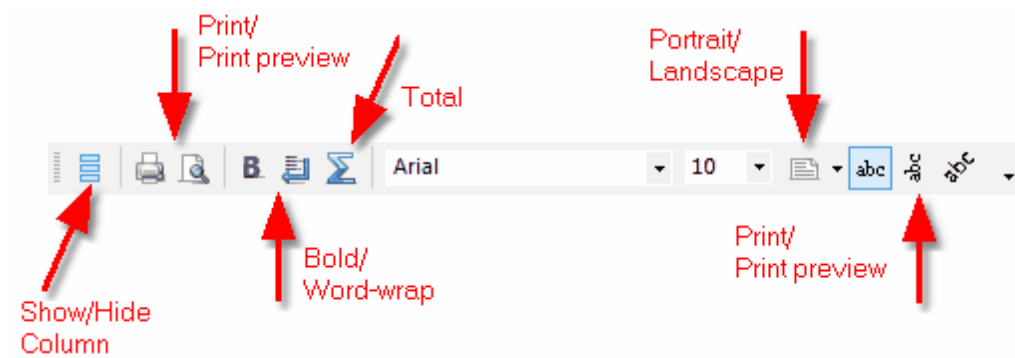 Print/
Print preview
Portrait/
Landscape
Total
B Arial 10 abc abc abc
Bold/
Word-wrap
Print/
Print preview
Show/Hide
Column